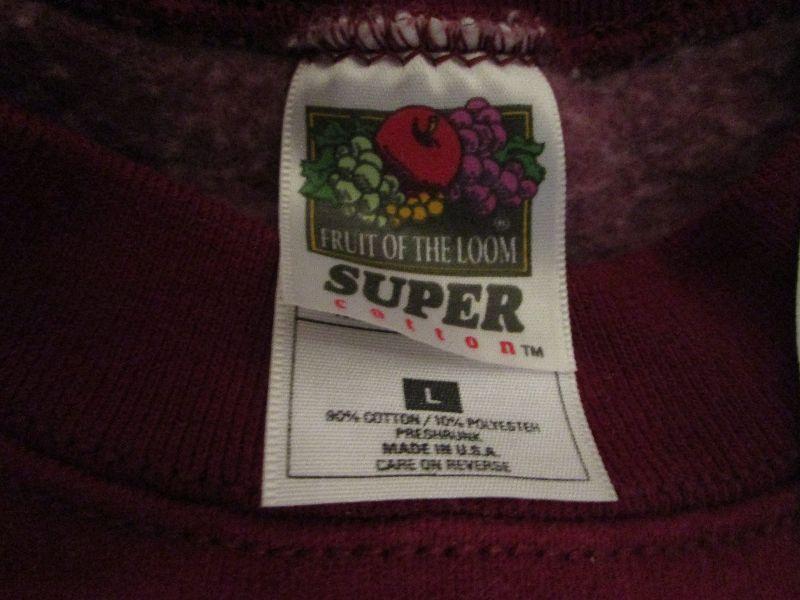 ®
FRUIT OF THE LOOM
SUPER
cotton™
L
90% COTTON / 10% POLYESTER
PRESHRUNK
MADE IN U.S.A.
CARE ON REVERSE